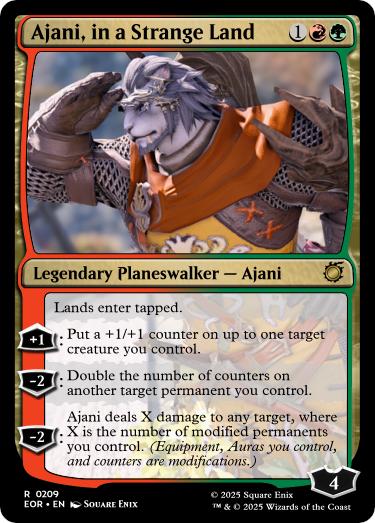 Ajani, in a Strange Land 1
Legendary Planeswalker — Ajani
Lands enter tapped.
+1: Put a +1/+1 counter on up to one target
creature you control.
-2: Double the number of counters on
another target permanent you control.
Ajani deals X damage to any target, where
-2: X is the number of modified permanents
you control. (Equipment, Auras you control,
and counters are modifications.)
4
R 0209 © 2025 Square Enix
EOR • EN SQUARE ENIX ™ & © 2025 Wizards of the Coast